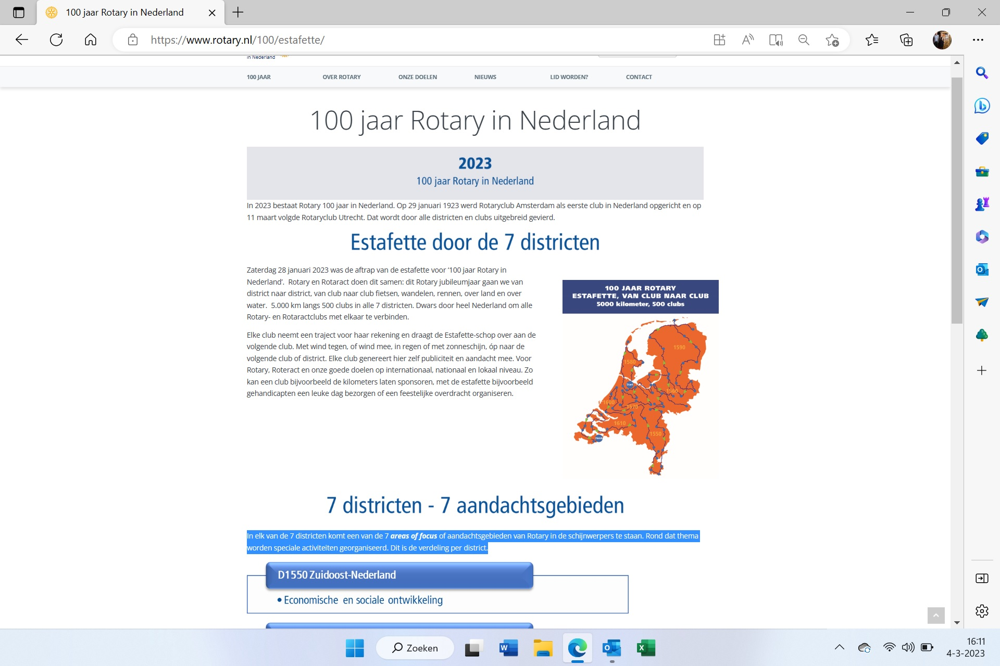 100 jaar Rotary in Nederland
https://www.rotary.nl/100/estafette/
in Nederland
100 JAAR
OVER ROTARY
ONZE DOELEN
NIEUWS
LID WORDEN?
CONTACT
100 jaar Rotary in Nederland
2023
100 jaar Rotary in Nederland
In 2023 bestaat Rotary 100 jaar in Nederland. Op 29 januari 1923 werd Rotaryclub Amsterdam als eerste club in Nederland opgericht en op
11 maart volgde Rotaryclub Utrecht. Dat wordt door alle districten en clubs uitgebreid gevierd.
Estafette door de 7 districten
Zaterdag 28 januari 2023 was de aftrap van de estafette voor ‘100 jaar Rotary in
Nederland’.  Rotary en Rotaract doen dit samen: dit Rotary jubileumjaar gaan we van
district naar district, van club naar club fietsen, wandelen, rennen, over land en over
water.  5.000 km langs 500 clubs in alle 7 districten. Dwars door heel Nederland om alle
Rotary- en Rotaractclubs met elkaar te verbinden.
Elke club neemt een traject voor haar rekening en draagt de Estafette-schop over aan de
volgende club. Met wind tegen, of wind mee, in regen of met zonneschijn, óp naar de
volgende club of district. Elke club genereert hier zelf publiciteit en aandacht mee. Voor
Rotary, Roteract en onze goede doelen op internationaal, nationaal en lokaal niveau. Zo
kan een club bijvoorbeeld de kilometers laten sponsoren, met de estafette bijvoorbeeld
gehandicapten een leuke dag bezorgen of een feestelijke overdracht organiseren.
100 JAAR ROTARY
ESTAFETTE, VAN CLUB NAAR CLUB
5000 kilometer, 500 clubs
1590
1580
Start
1560
1600
1570
1610
1550
Finish
7 districten - 7 aandachtsgebieden
In elk van de 7 districten komt een van de 7 areas of focus of aandachtsgebieden van Rotary in de schijnwerpers te staan. Rond dat thema
worden speciale activiteiten georganiseerd. Dit is de verdeling per district.
D1550 Zuidoost-Nederland
• Economische en sociale ontwikkeling
Zoeken
16:11
4-3-2023